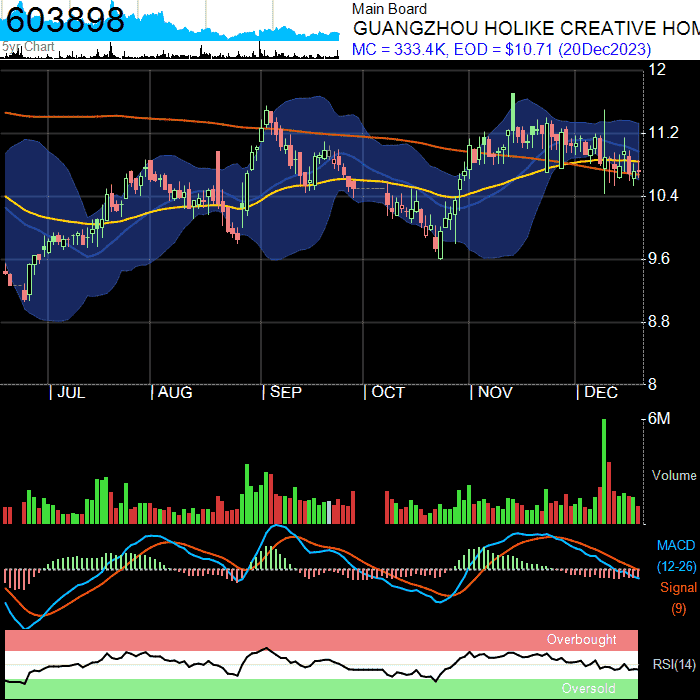 603898
5yr Chart
Main Board
GUANGZHOU HOLIKE CREATIVE HOM
MC = 333.4K, EOD = $10.71 (20Dec2023)
12
11.2
10.4
9.6
8.8
8
JUL AUG SEP OCT NOV DEC
6M
Volume
MACD
(12-26)
Signal
(9)
Overbought
RSI(14)
Oversold